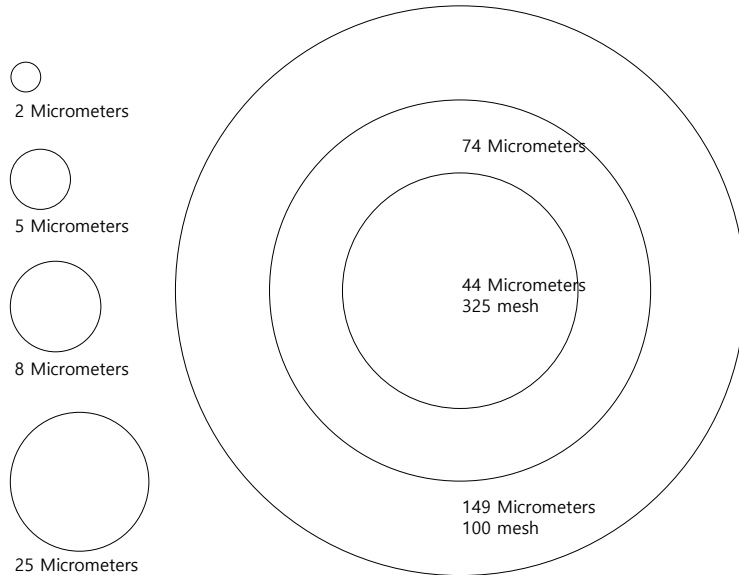 2 Micrometers
5 Micrometers
8 Micrometers
25 Micrometers
74 Micrometers
44 Micrometers
325 mesh
149 Micrometers
100 mesh